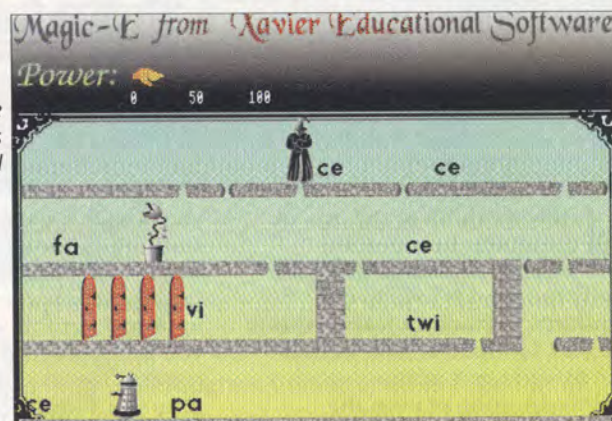 Magic-E from Xavier Educational Software
Power:
0 50 100
ce ce
fa ce
vi twi
ce pa